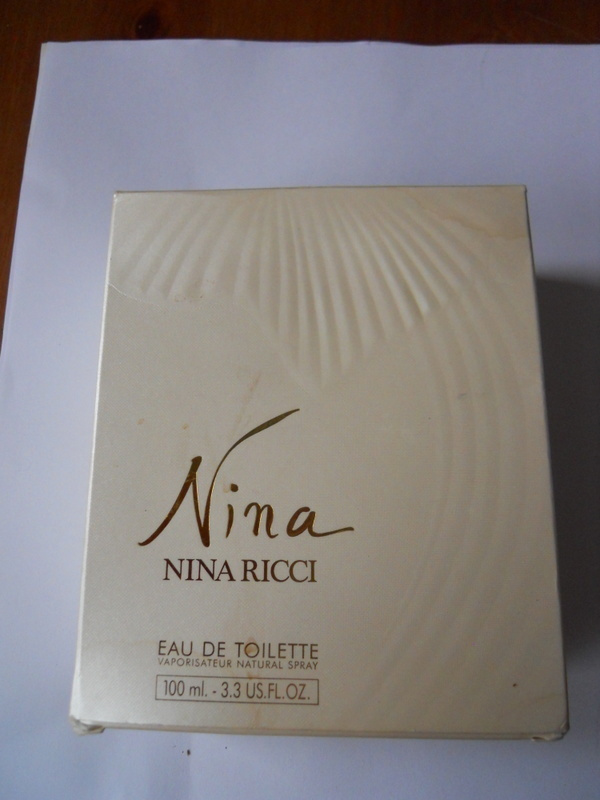 Nina
NINA RICCI
EAU DE TOILETTE
VAPORISATEUR NATURAL SPRAY
100 ml. - 3.3 US.FL.OZ.